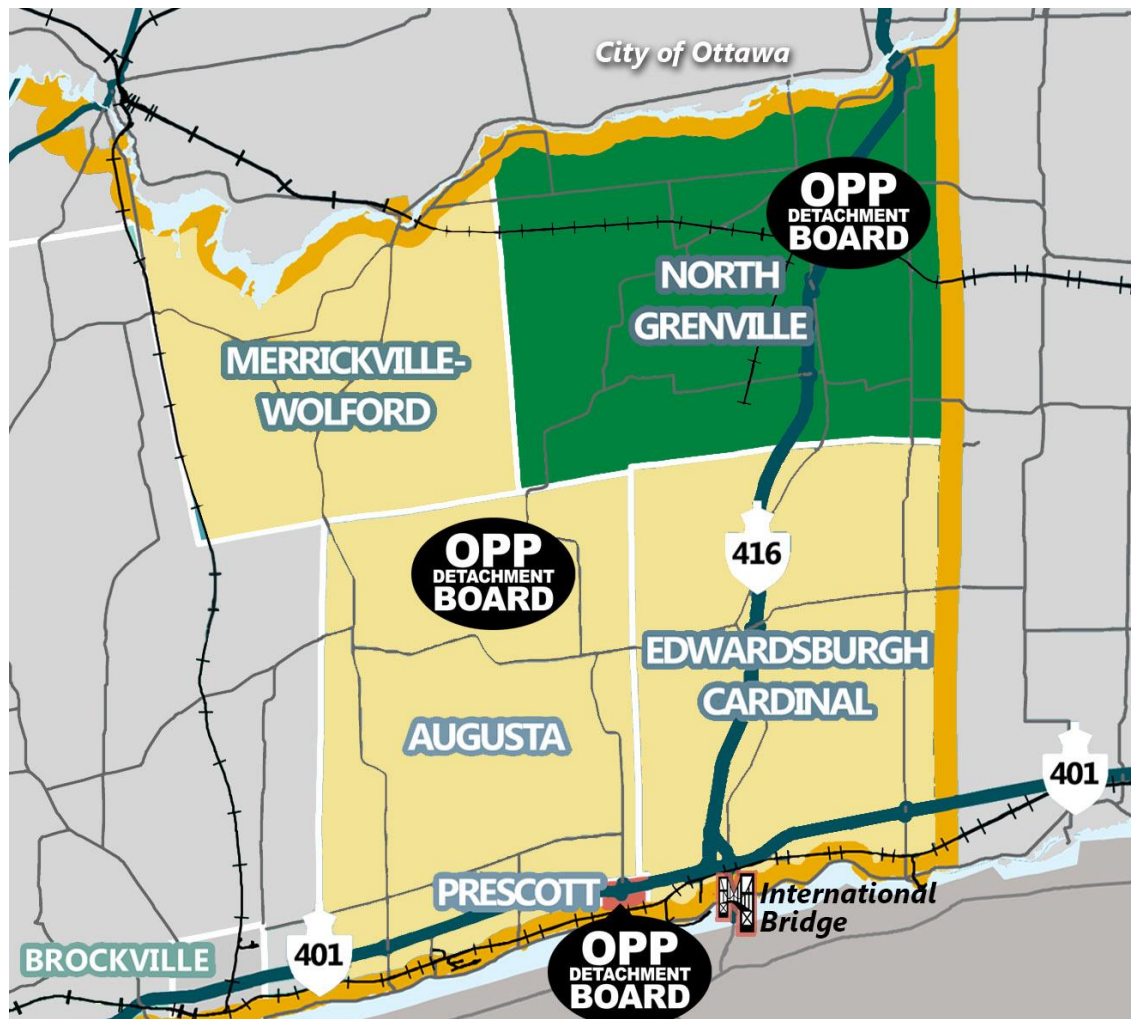 City of Ottawa
OPP
DETACHMENT
BOARD
NORTH
GRENVILLE
MERRICKVILLE-
WOLFORD
OPP
DETACHMENT
BOARD
416
EDWARDSBURGH
CARDINAL
AUGUSTA
401
PRESCOTT
International
Bridge
BROCKVILLE
401
OPP
DETACHMENT
BOARD